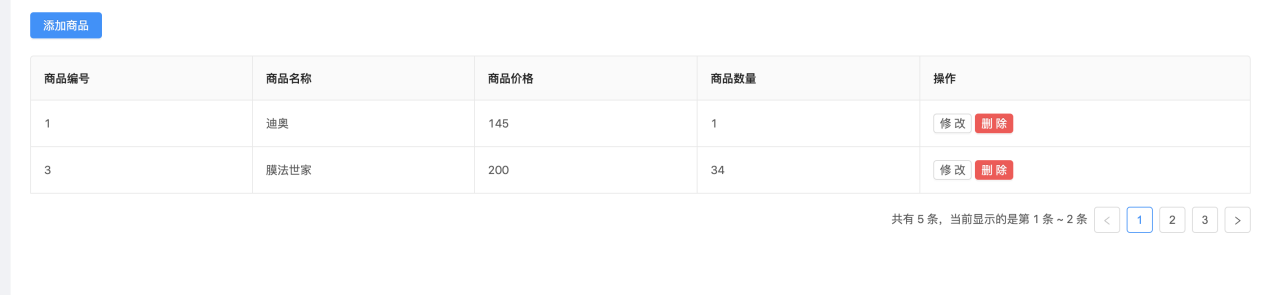 添加商品
商品编号 商品名称 商品价格 商品数量 操作
1 迪奥 145 1 修 改 删 除
3 膜法世家 200 34 修 改 删 除
共有 5 条，当前显示的是第 1 条 ~ 2 条 < 1 2 3 >